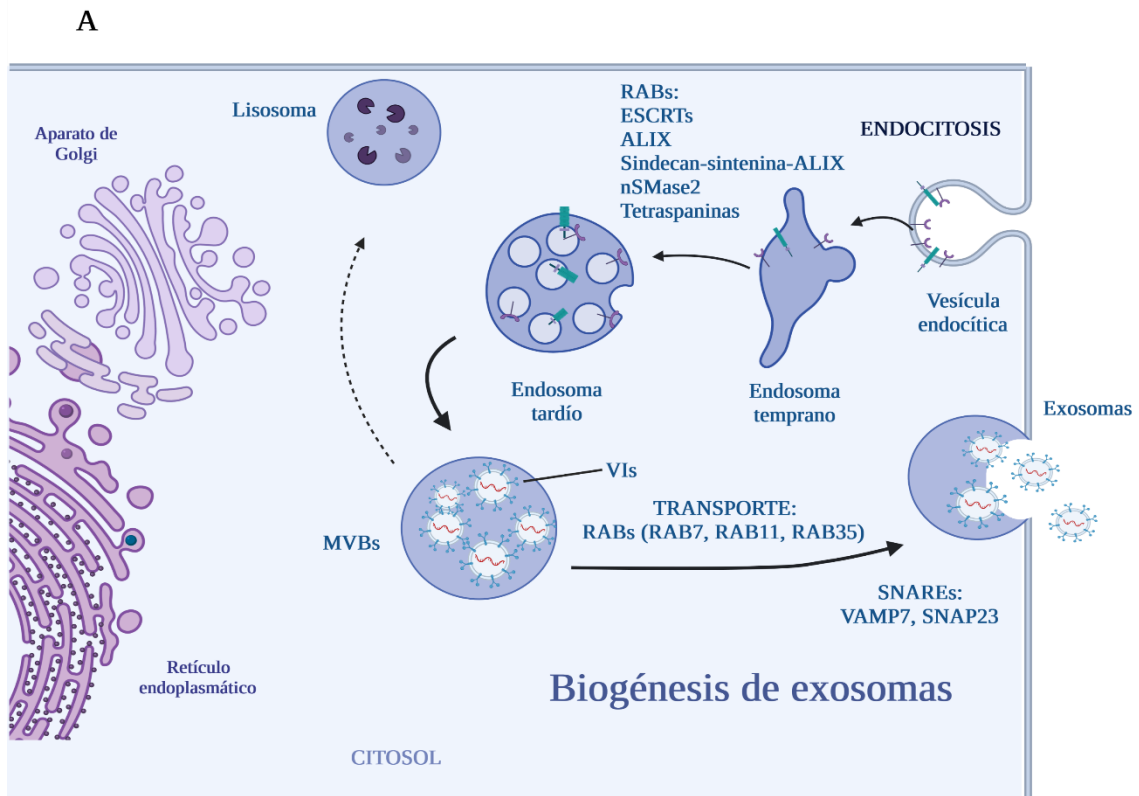 A
Lisosoma
Aparato de
Golgi
RABs:
ESCRTs
ALIX
Sindecan-sintenina-ALIX
nSMase2
Tetraspaninas
ENDOCITOSIS
Vesícula
endocítica
Endosoma
tardío
Endosoma
temprano
Exosomas
VIs
MVBs
TRANSPORTE:
RABs (RAB7, RAB11, RAB35)
SNAREs:
VAMP7, SNAP23
Retículo
endoplasmático
Biogénesis de exosomas
CITOSOL